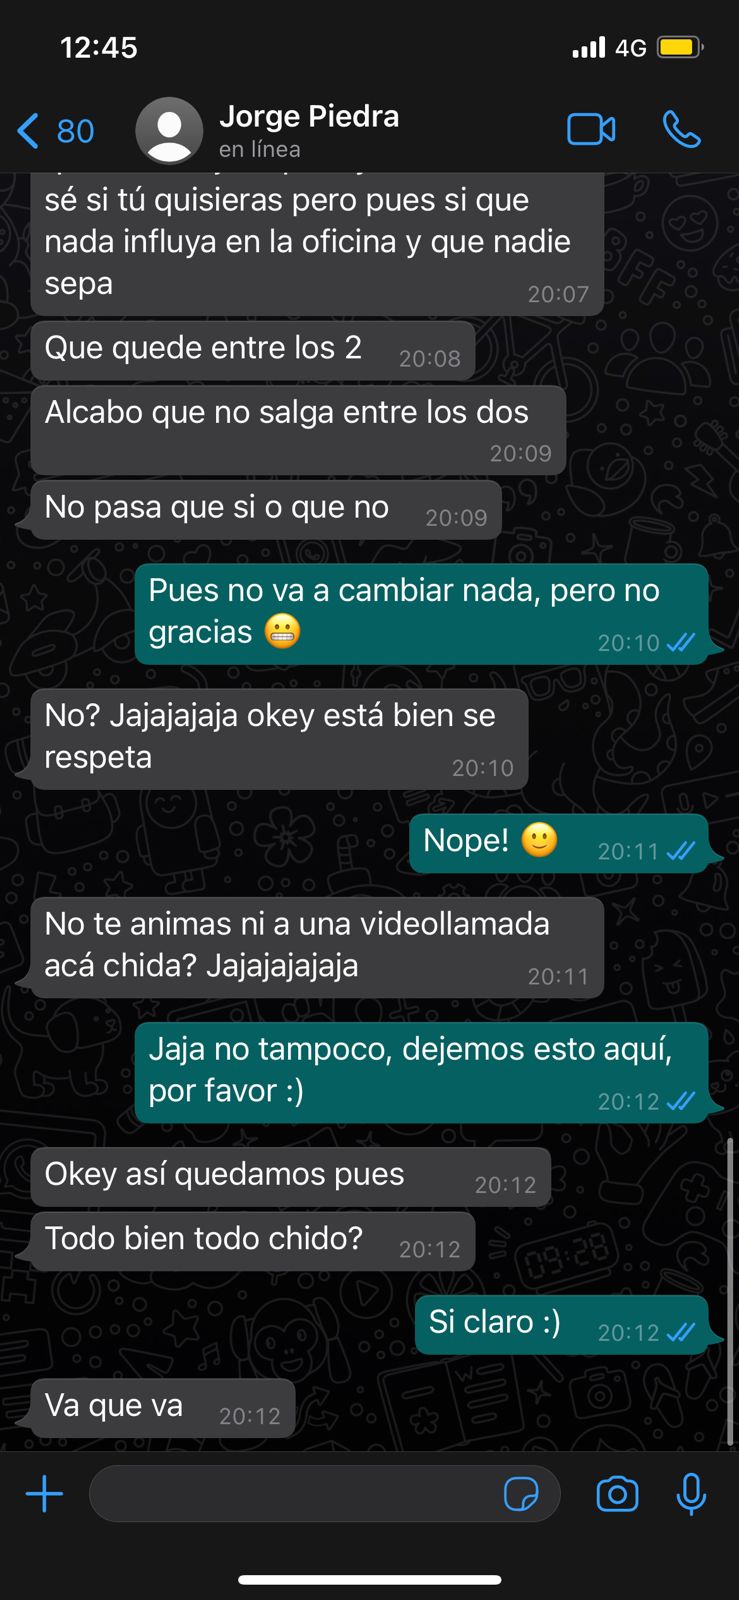 12:45
4G
80
Jorge Piedra
en línea
sé si tú quisieras pero pues si que
nada influya en la oficina y que nadie
sepa
20:07
Que quede entre los 2
20:08
Alcabo que no salga entre los dos
20:09
No pasa que si o que no
20:09
Pues no va a cambiar nada, pero no
gracias 😬
20:10
No? Jajajajaja okey está bien se
respeta
20:10
Nope! 🙂
20:11
No te animas ni a una videollamada
acá chida? Jajajajajaja
20:11
Jaja no tampoco, dejemos esto aquí,
por favor :)
20:12
Okey así quedamos pues
20:12
Todo bien todo chido?
20:12
Si claro :)
20:12
Va que va
20:12